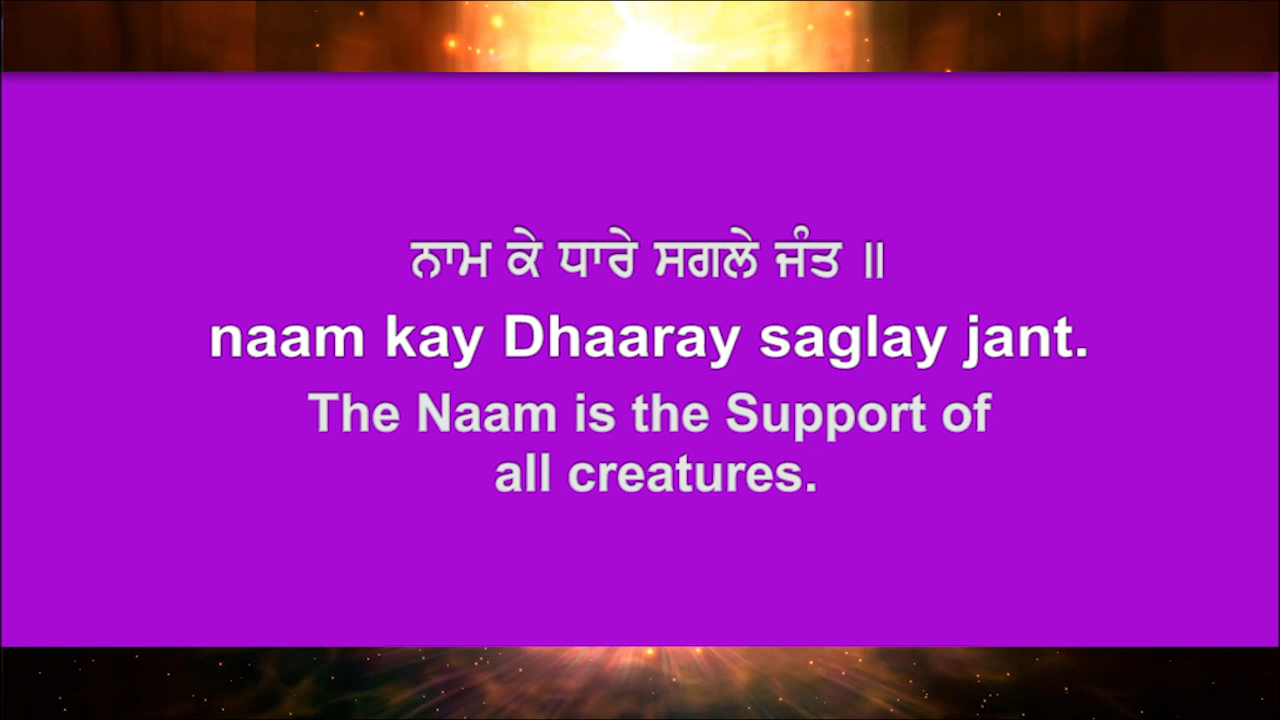 ਨਾਮ ਕੇ ਧਾਰੇ ਸਗਲੇ ਜੰਤ ॥
naam kay Dhaaray saglay jant.
The Naam is the Support of
all creatures.